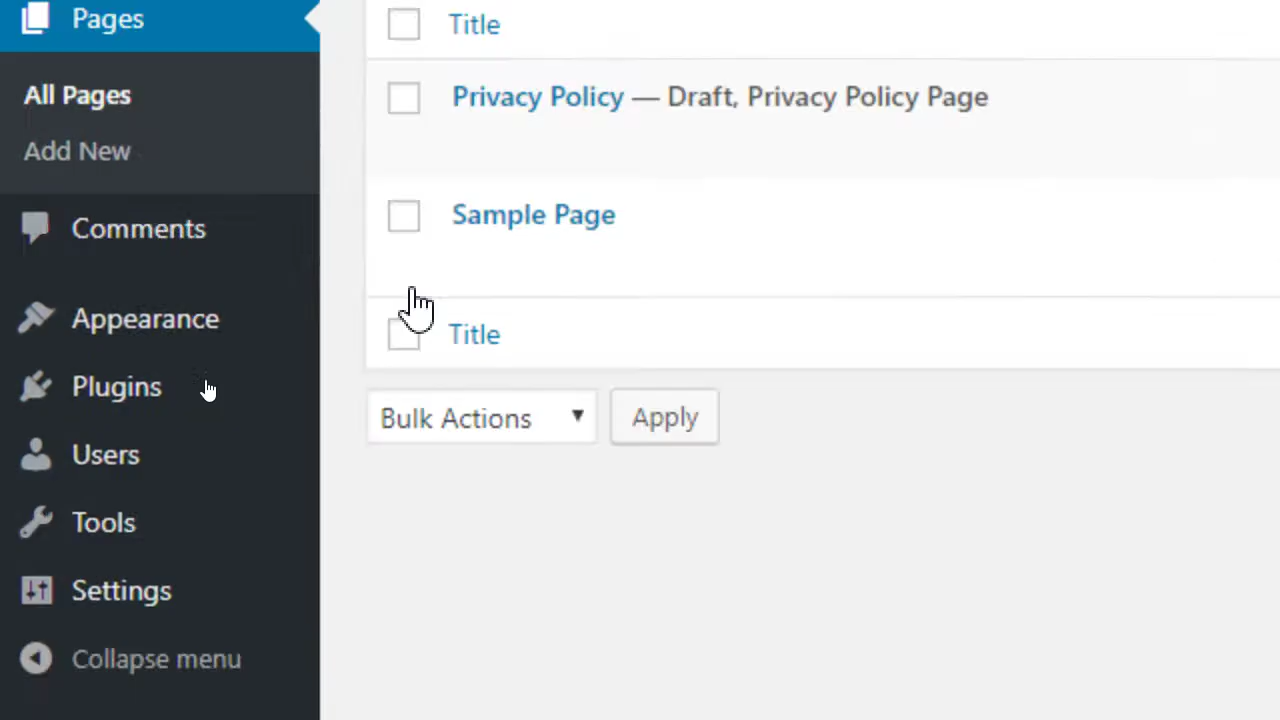 Pages
All Pages
Add New
Comments
Appearance
Plugins
Users
Tools
Settings
Collapse menu
Title
Privacy Policy — Draft, Privacy Policy Page
Sample Page
Title
Bulk Actions
Apply